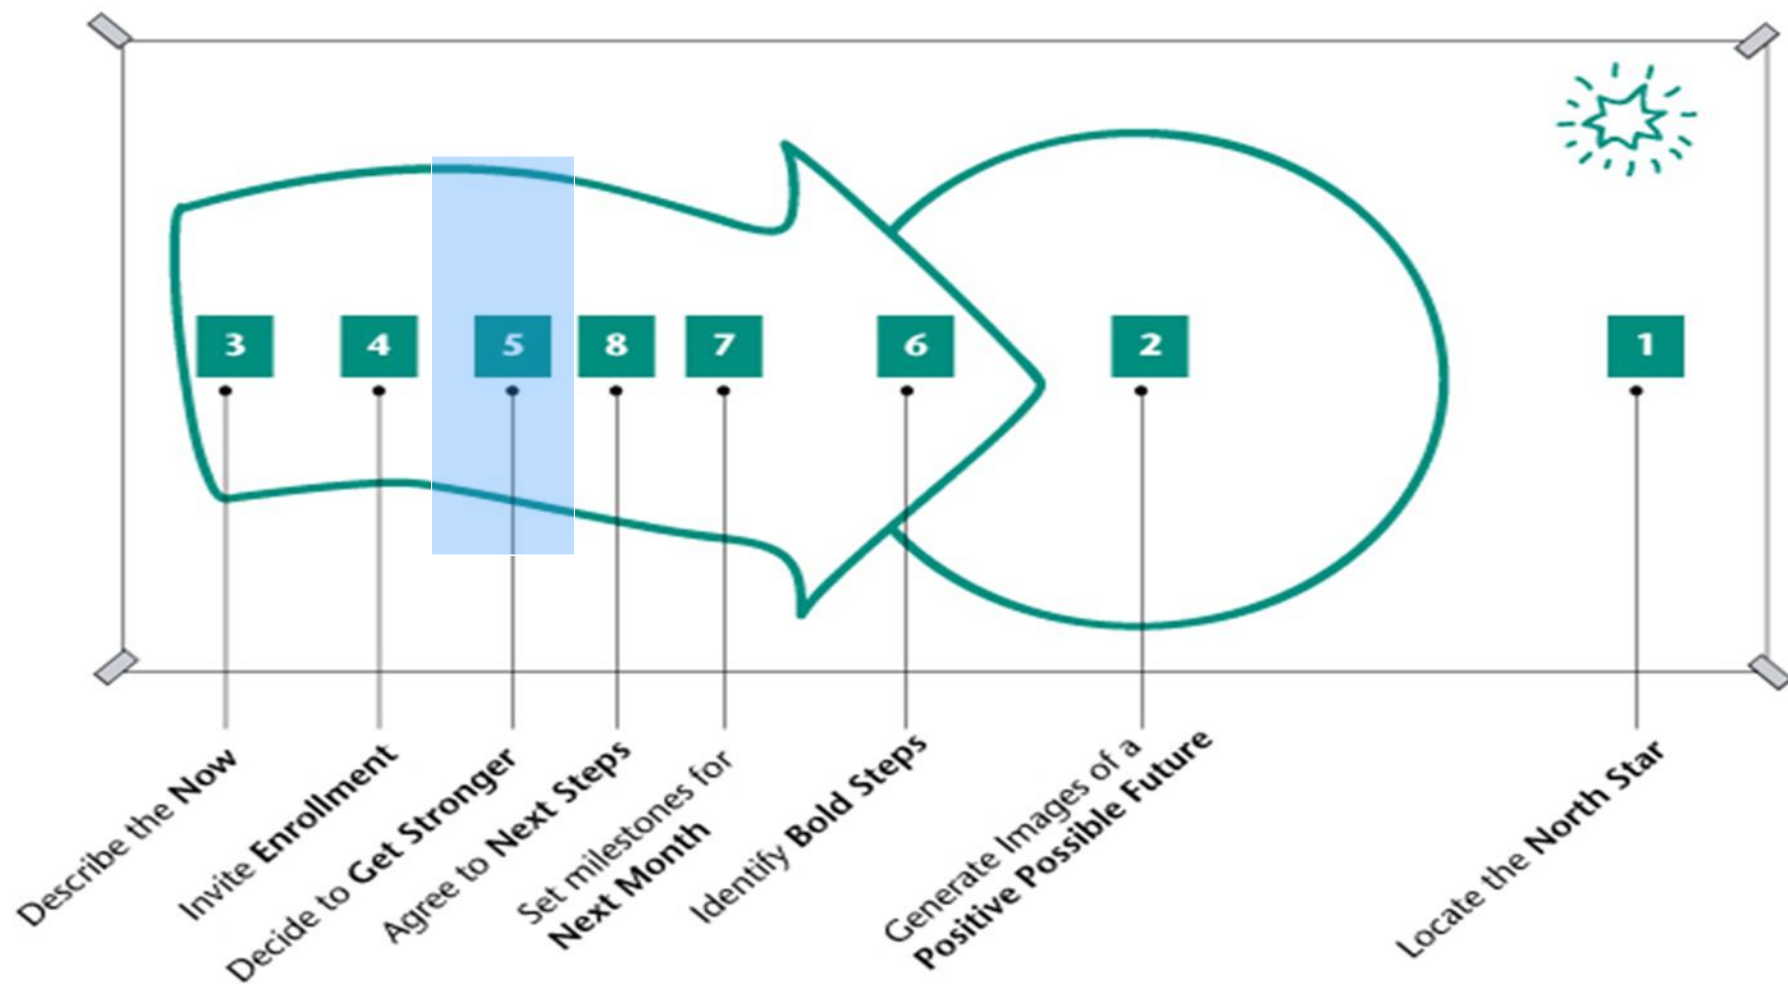 3 4 5 8 7 6 2 1
Describe the Now
Invite Enrollment
Decide to Get Stronger
Agree to Next Steps
Set milestones for
Next Month
Identify Bold Steps
Generate Images of a
Positive Possible Future
Locate the North Star